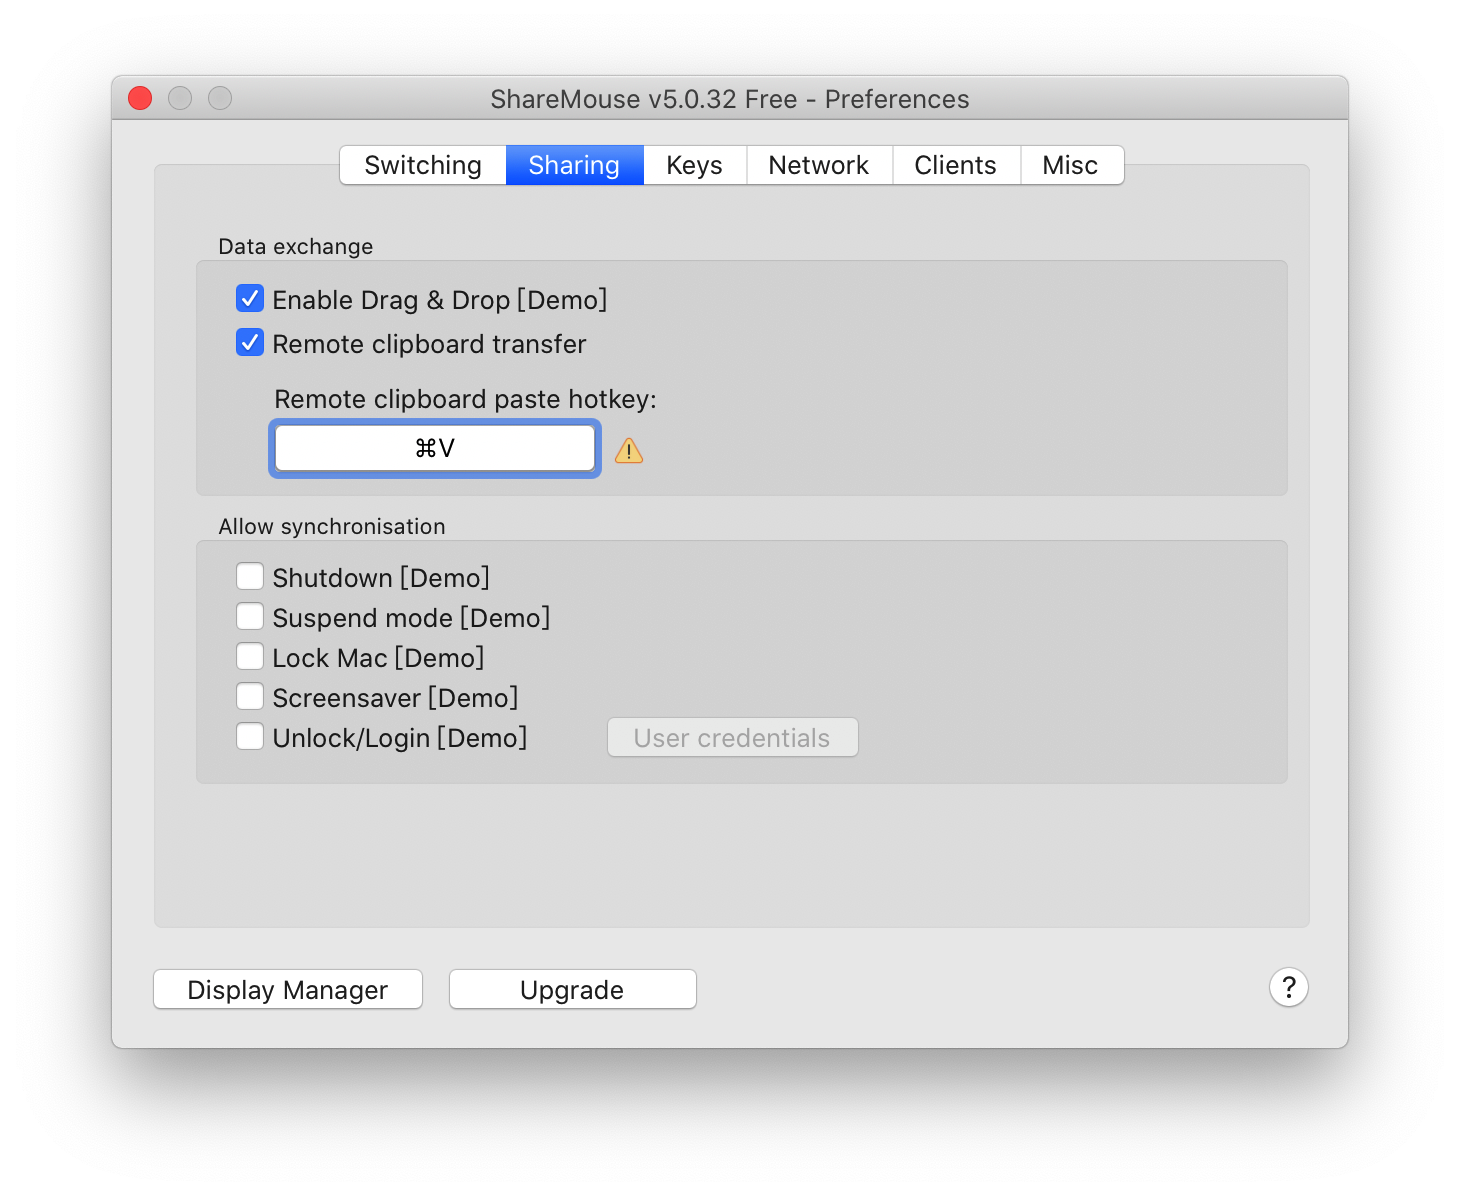 ShareMouse v5.0.32 Free - Preferences
Switching Sharing Keys Network Clients Misc
Data exchange
Enable Drag & Drop [Demo]
Remote clipboard transfer
Remote clipboard paste hotkey:
⌘V
Allow synchronisation
Shutdown [Demo]
Suspend mode [Demo]
Lock Mac [Demo]
Screensaver [Demo]
Unlock/Login [Demo] User credentials
Display Manager Upgrade ?